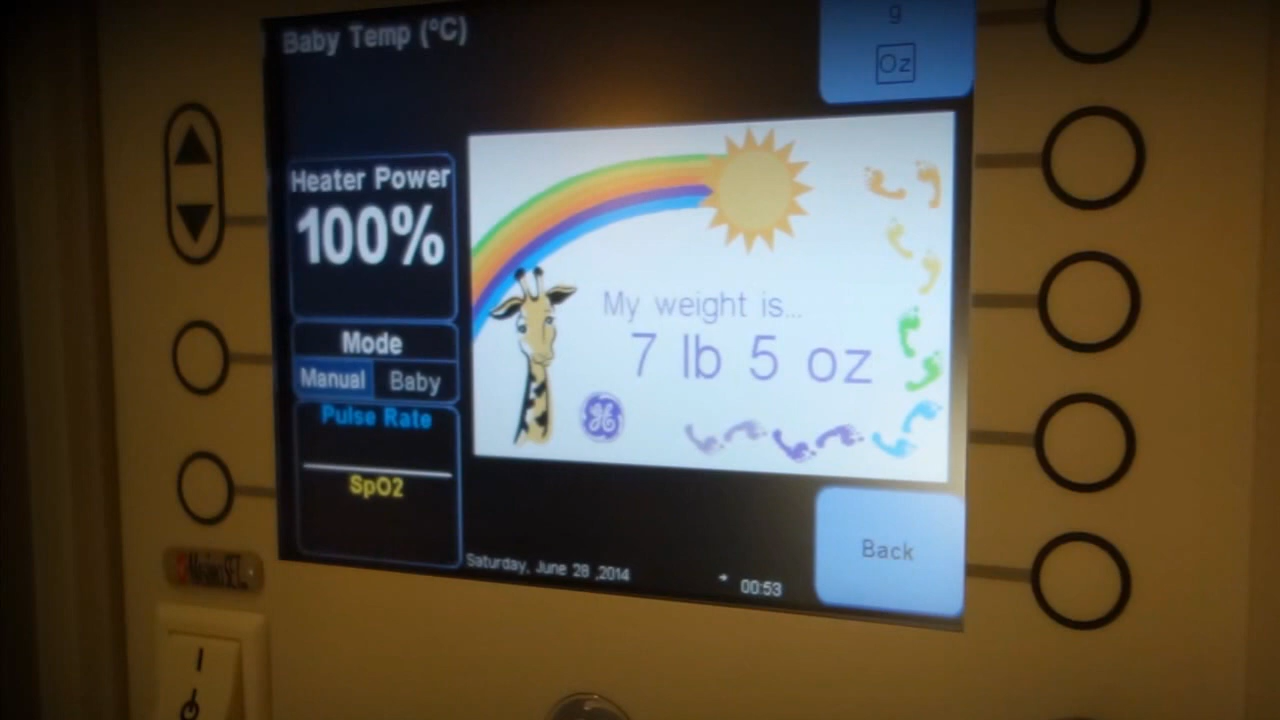 Baby Temp (ºC)
g
Oz
Heater Power
100%
My weight is...
7 lb 5 oz
Mode
Manual Baby
Pulse Rate
SpO2
Back
Saturday, June 28 ,2014
00:53